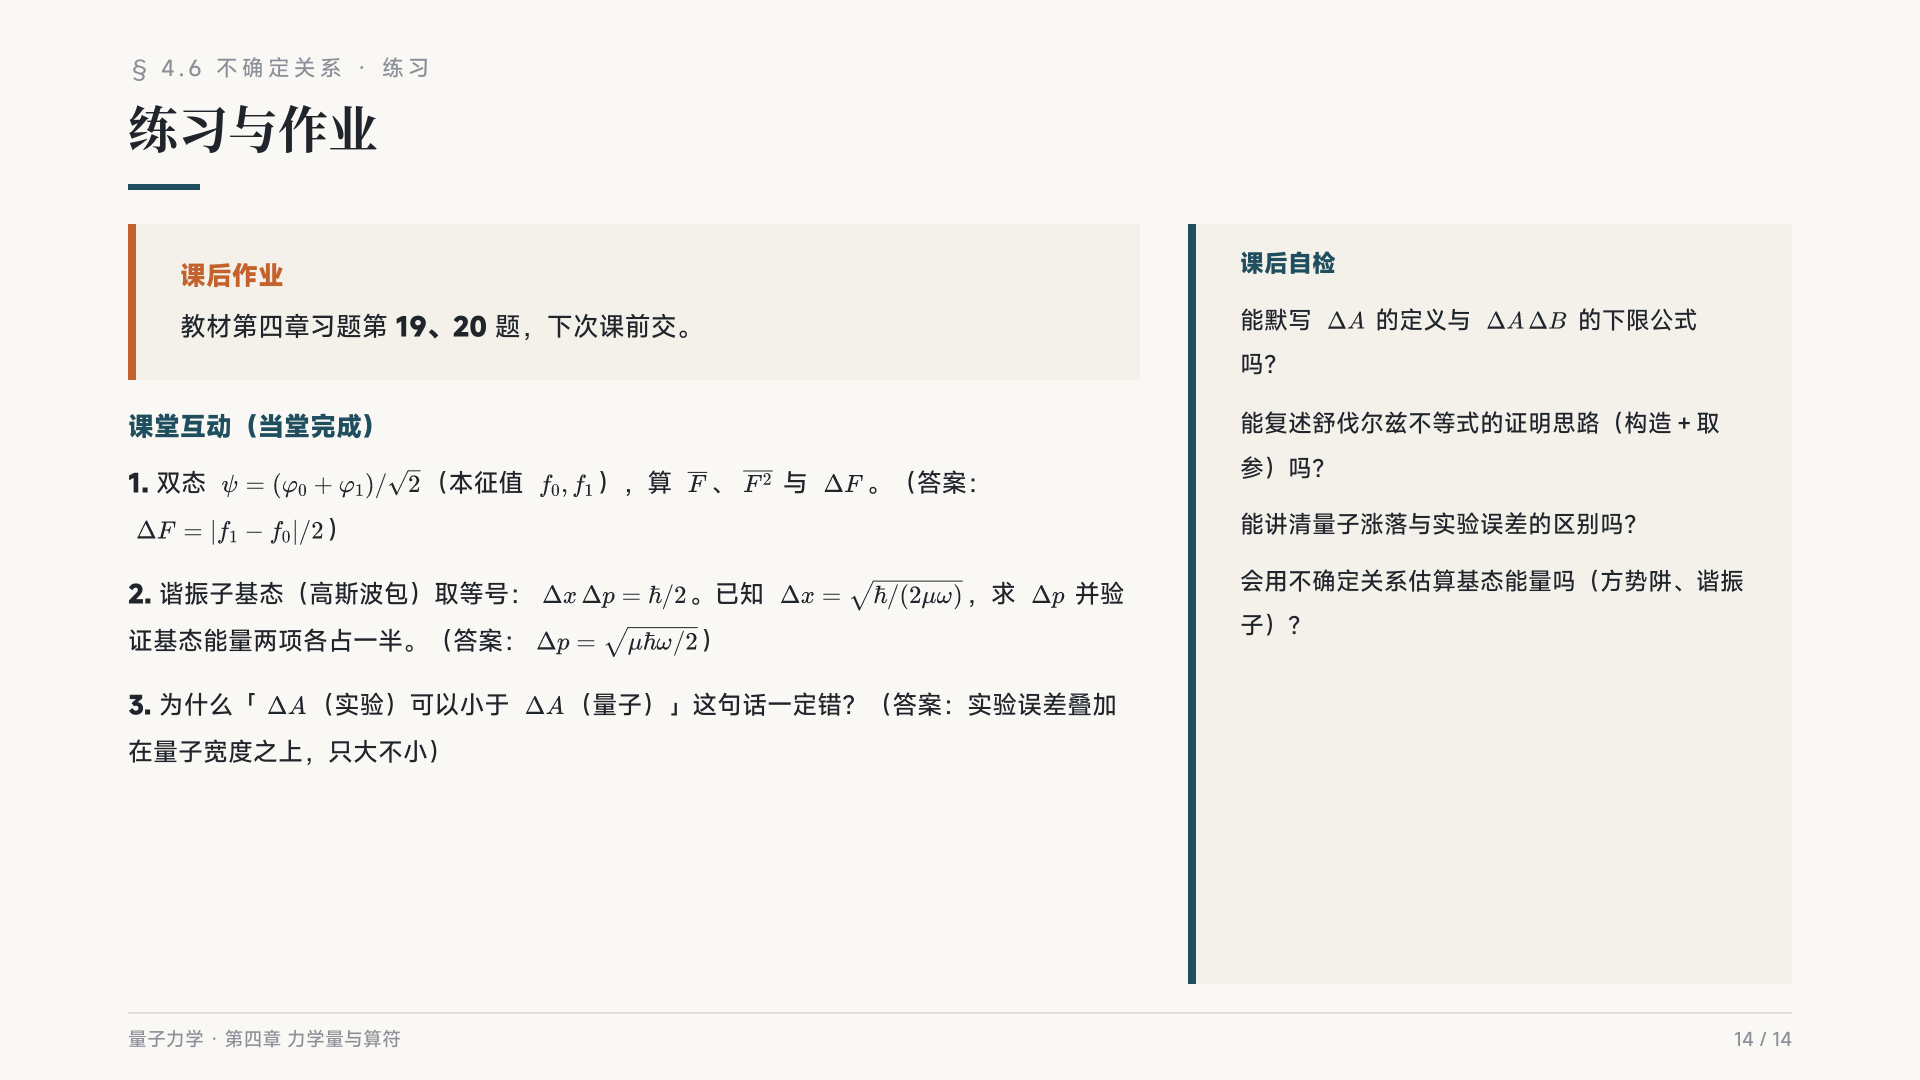 § 4.6 不确定关系 · 练习
练习与作业
课后作业
教材第四章习题第 19、20 题，下次课前交。
课堂互动（当堂完成）
1. 双态 ψ = (φ₀ + φ₁)/√2（本征值 f₀, f₁），算 F̅、F̅²̅ 与 ΔF。（答案：
ΔF = |f₁ − f₀|/2）
2. 谐振子基态（高斯波包）取等号： Δx Δp = ħ/2。已知 Δx = √(ħ/(2μω))，求 Δp 并验
证基态能量两项各占一半。（答案： Δp = √(μħω/2)）
3. 为什么「 ΔA（实验）可以小于 ΔA（量子）」这句话一定错？（答案：实验误差叠加
在量子宽度之上，只大不小）
课后自检
能默写 ΔA 的定义与 ΔA ΔB 的下限公式
吗？
能复述舒伐尔兹不等式的证明思路（构造 + 取
参）吗？
能讲清量子涨落与实验误差的区别吗？
会用不确定关系估算基态能量吗（方势阱、谐振
子）？
量子力学 · 第四章 力学量与算符
14 / 14